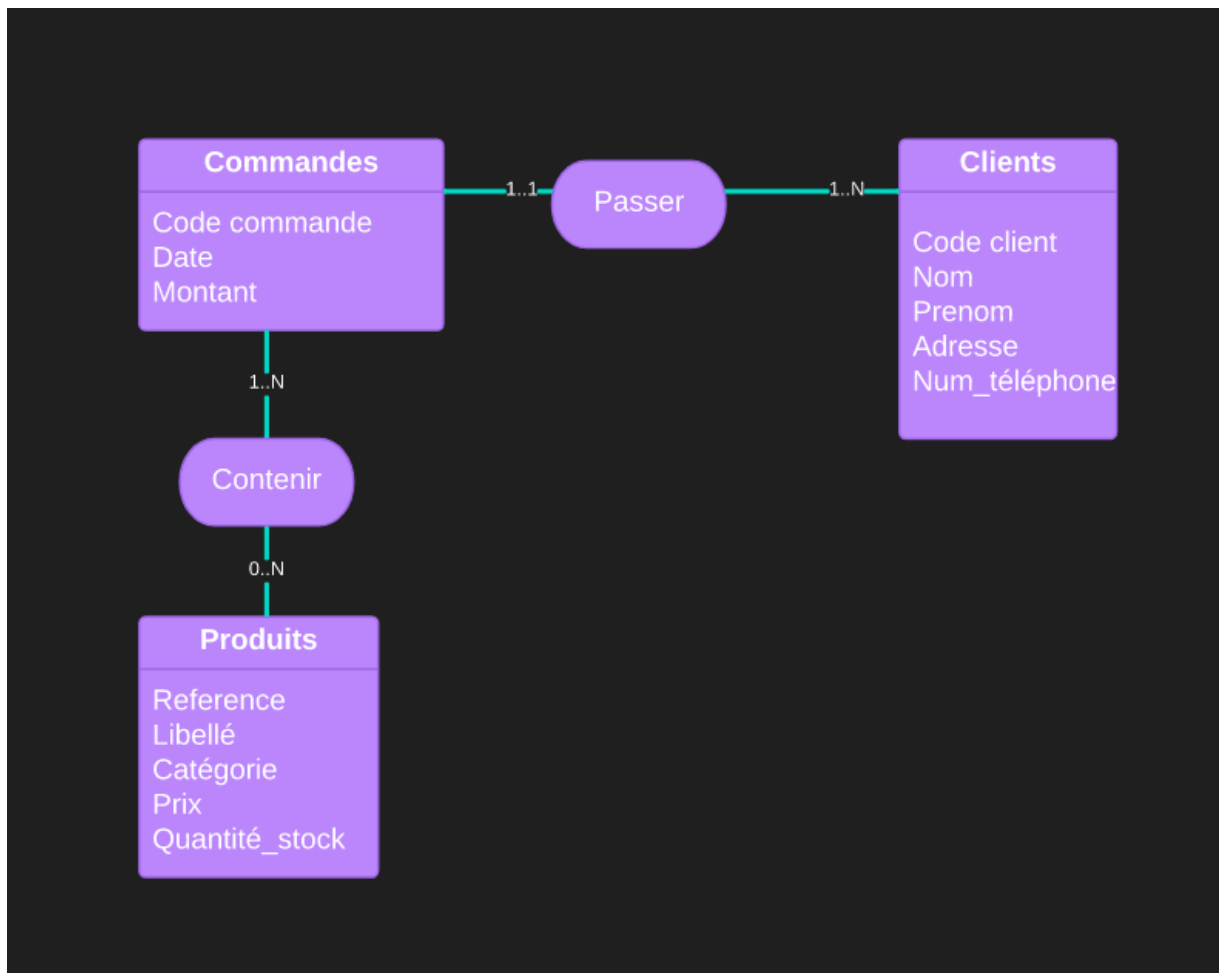 Commandes
Code commande
Date
Montant
1..1
Passer
1..N
Clients
Code client
Nom
Prenom
Adresse
Num_téléphone
1..N
Contenir
0..N
Produits
Reference
Libellé
Catégorie
Prix
Quantité_stock